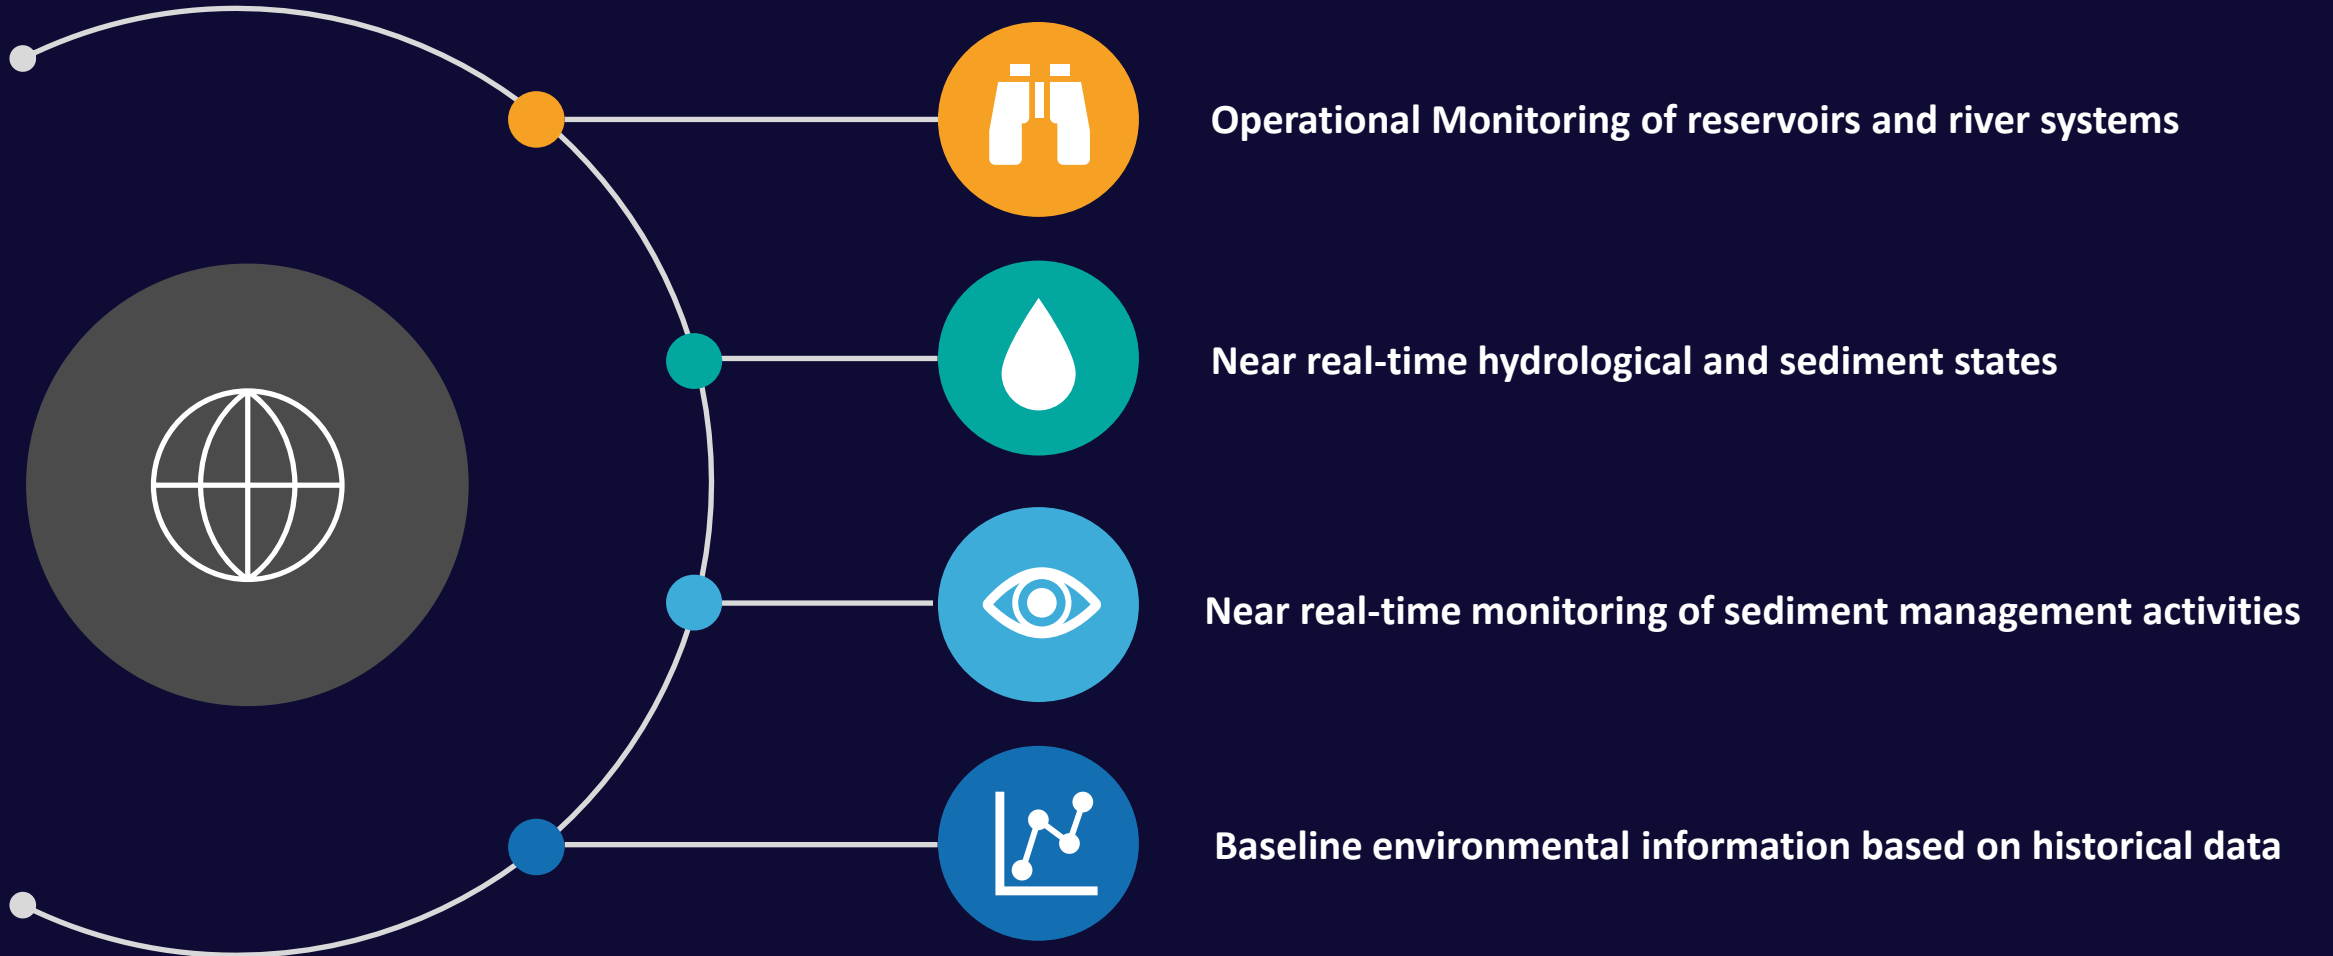 Operational Monitoring of reservoirs and river systems
Near real-time hydrological and sediment states
Near real-time monitoring of sediment management activities
Baseline environmental information based on historical data